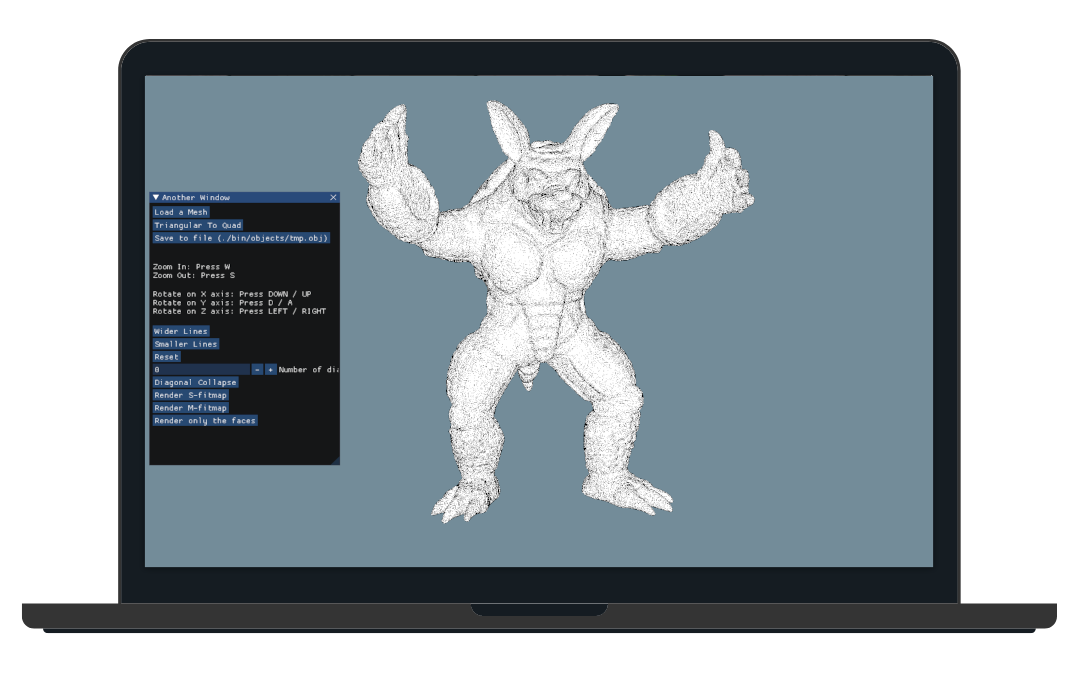 Another Window
Load a Mesh
Triangular To Quad
Save to file (./bin/objects/tmp.obj)
Zoom In: Press W
Zoom Out: Press S
Rotate on X axis: Press DOWN / UP
Rotate on Y axis: Press D / A
Rotate on Z axis: Press LEFT / RIGHT
Wider Lines
Smaller Lines
Reset
0 - + Number of dia
Diagonal Collapse
Render S-fitmap
Render M-fitmap
Render only the faces